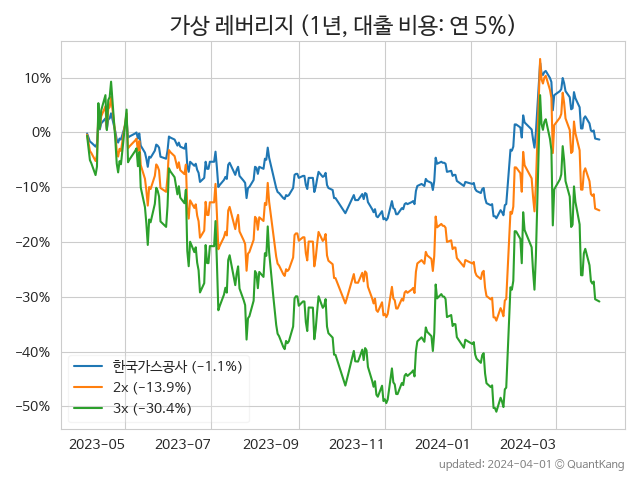 가상 레버리지 (1년, 대출 비용: 연 5%)
10%
0%
−10%
−20%
−30%
−40%
−50%
한국가스공사 (−1.1%)
2x (−13.9%)
3x (−30.4%)
2023-05 2023-07 2023-09 2023-11 2024-01 2024-03
updated: 2024-04-01 © QuantKang